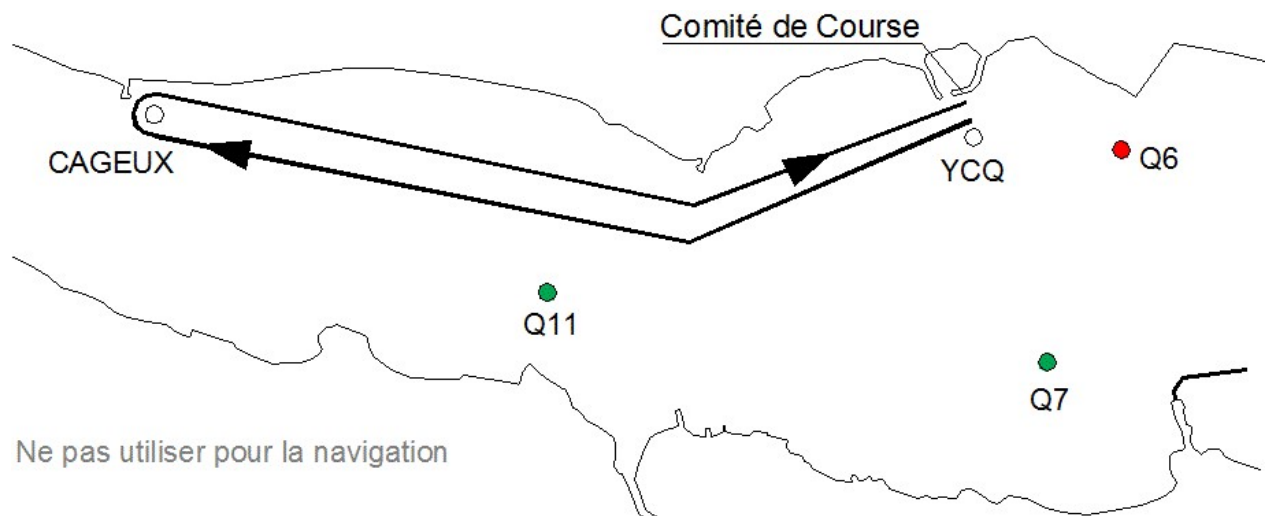 Comité de Course
CAGEUX
YCQ
Q6
Q11
Q7
Ne pas utiliser pour la navigation